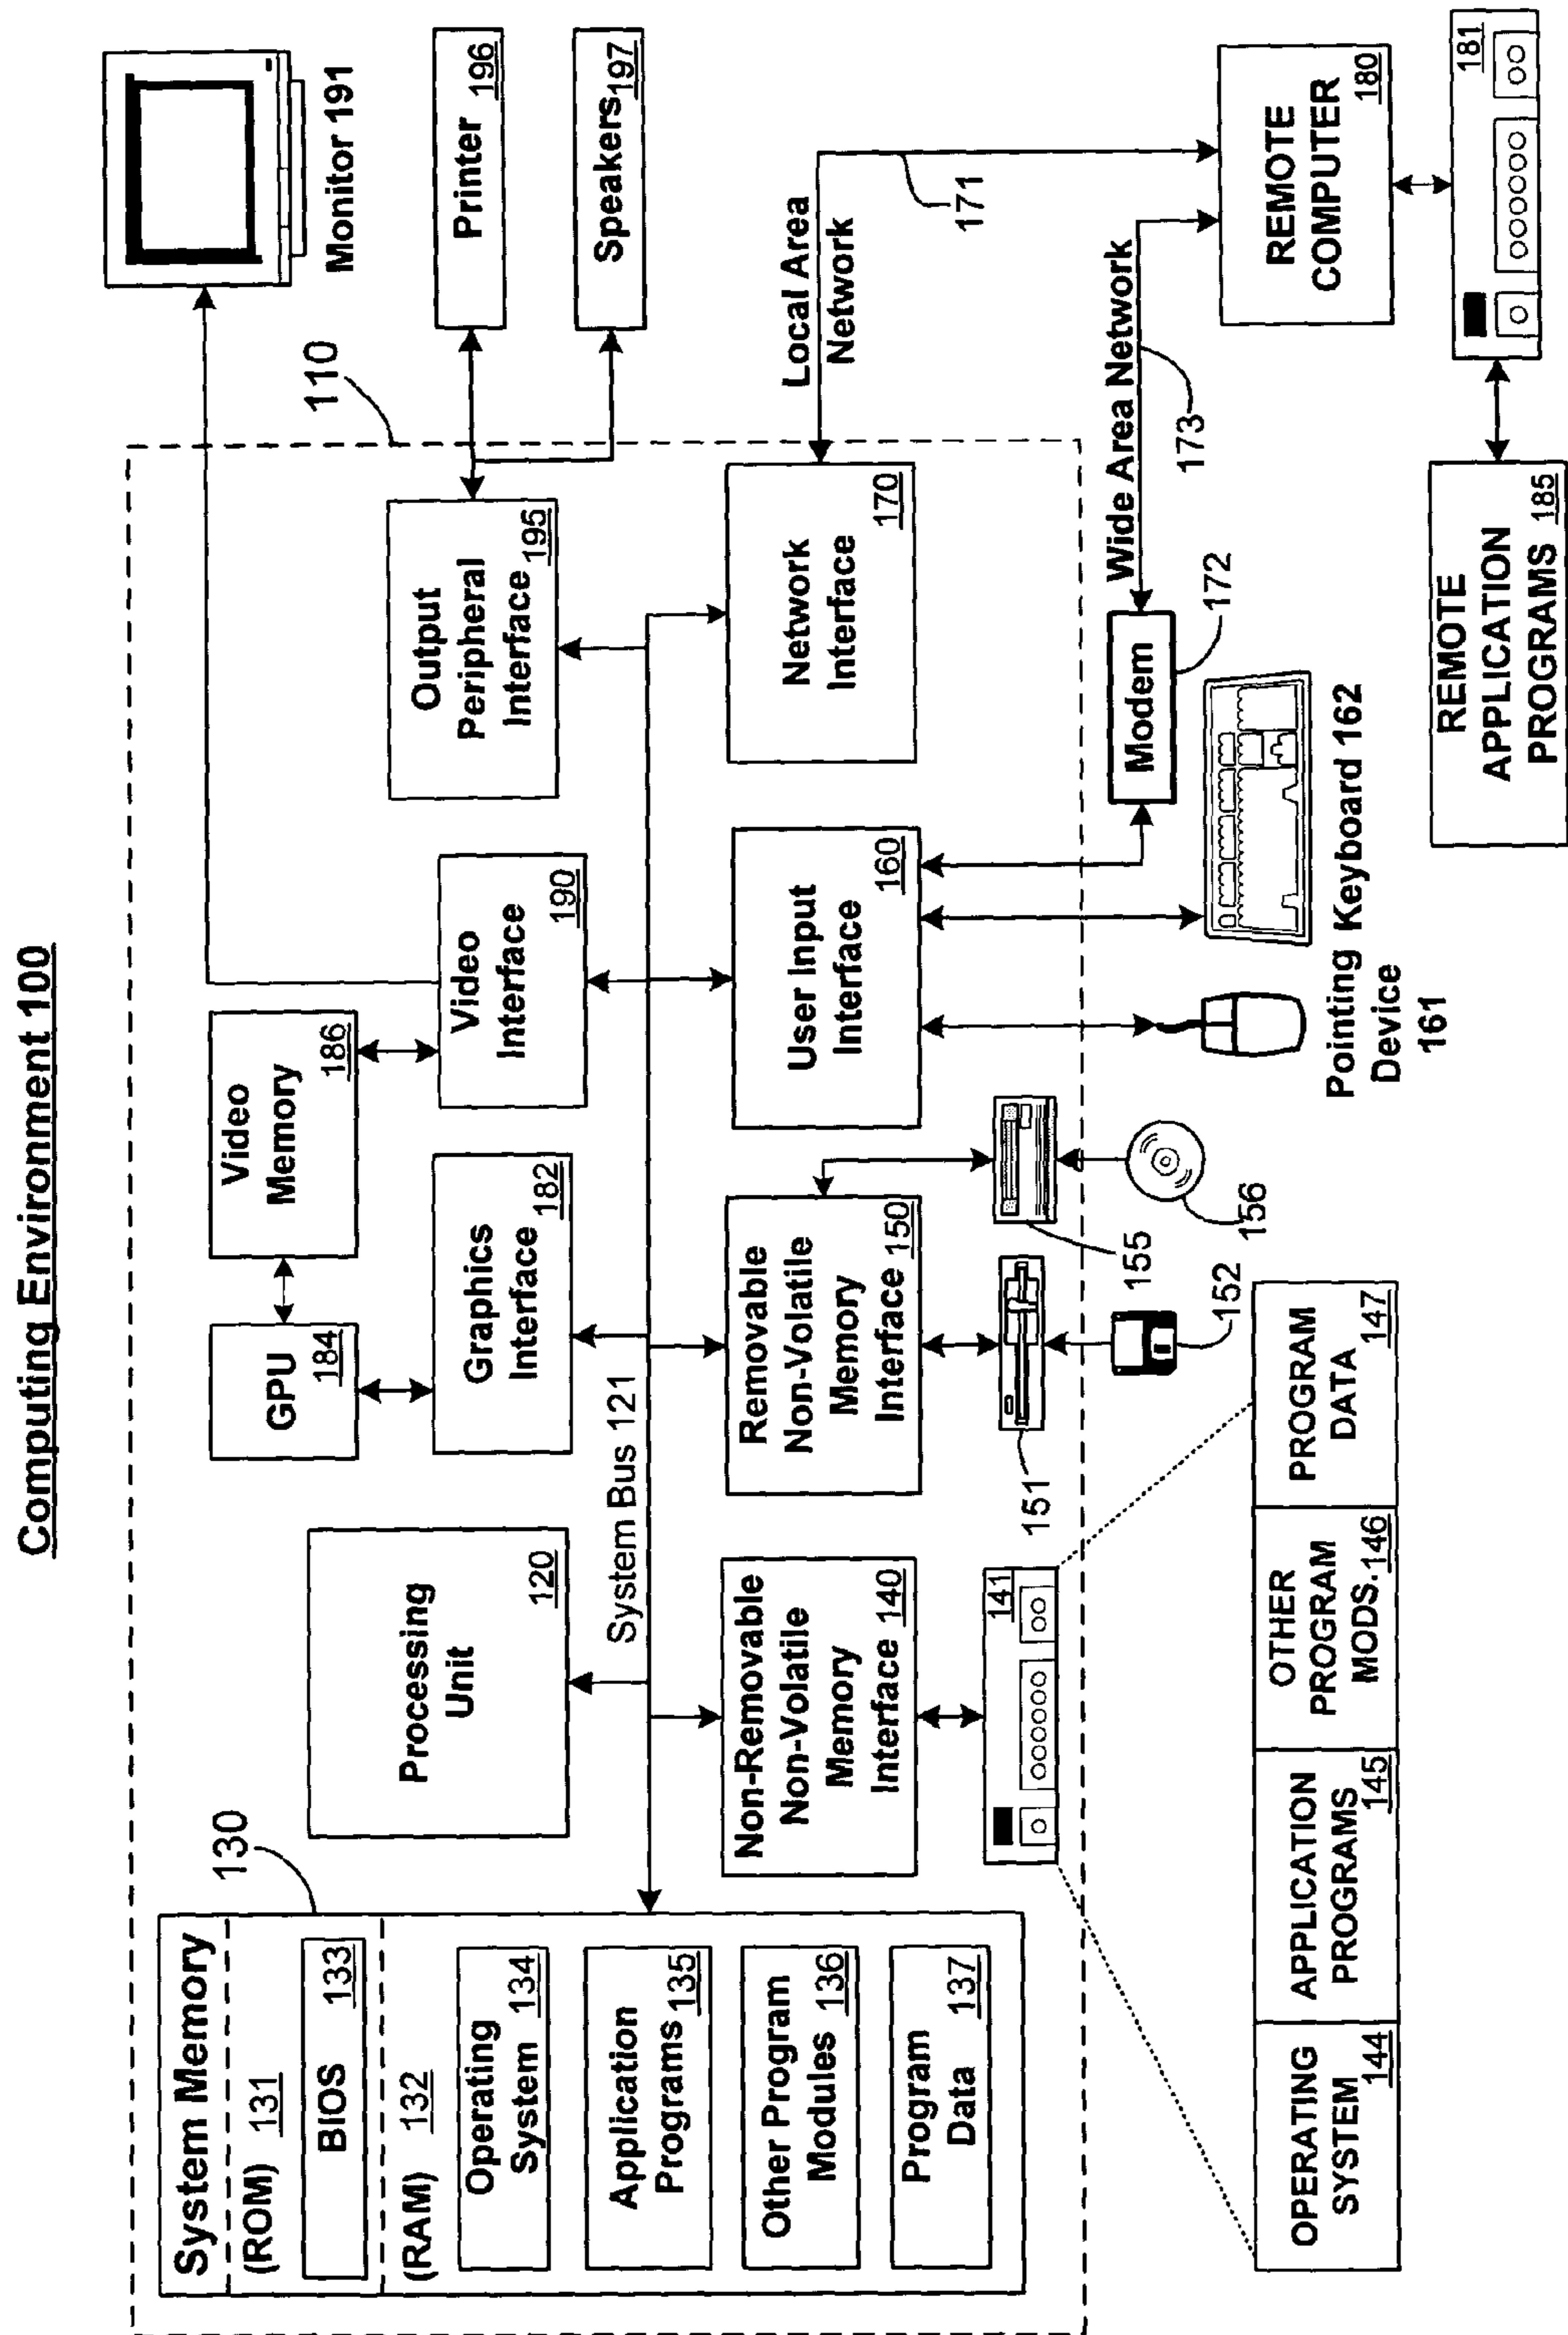 Computing Environment 100
System Memory
(ROM) 131
BIOS 133
(RAM) 132
Operating
System 134
Application
Programs 135
Other Program
Modules 136
Program
Data 137
130
Processing
Unit
120
System Bus 121
GPU
184
Video
Memory
186
Graphics
Interface
182
Video
Interface
190
Output
Peripheral
Interface 195
110
Monitor 191
Printer
196
Speakers 197
Non-Removable
Non-Volatile
Memory
Interface 140
Removable
Non-Volatile
Memory
Interface 150
User Input
Interface
160
Network
Interface
170
Local Area
Network
171
141
151
155
152
156
Modem
172
Wide Area Network
173
Pointing
Device
161
Keyboard 162
REMOTE
COMPUTER
180
181
OPERATING
SYSTEM 144
APPLICATION
PROGRAMS
145
OTHER
PROGRAM
MODS. 146
PROGRAM
DATA
147
REMOTE
APPLICATION
PROGRAMS 185